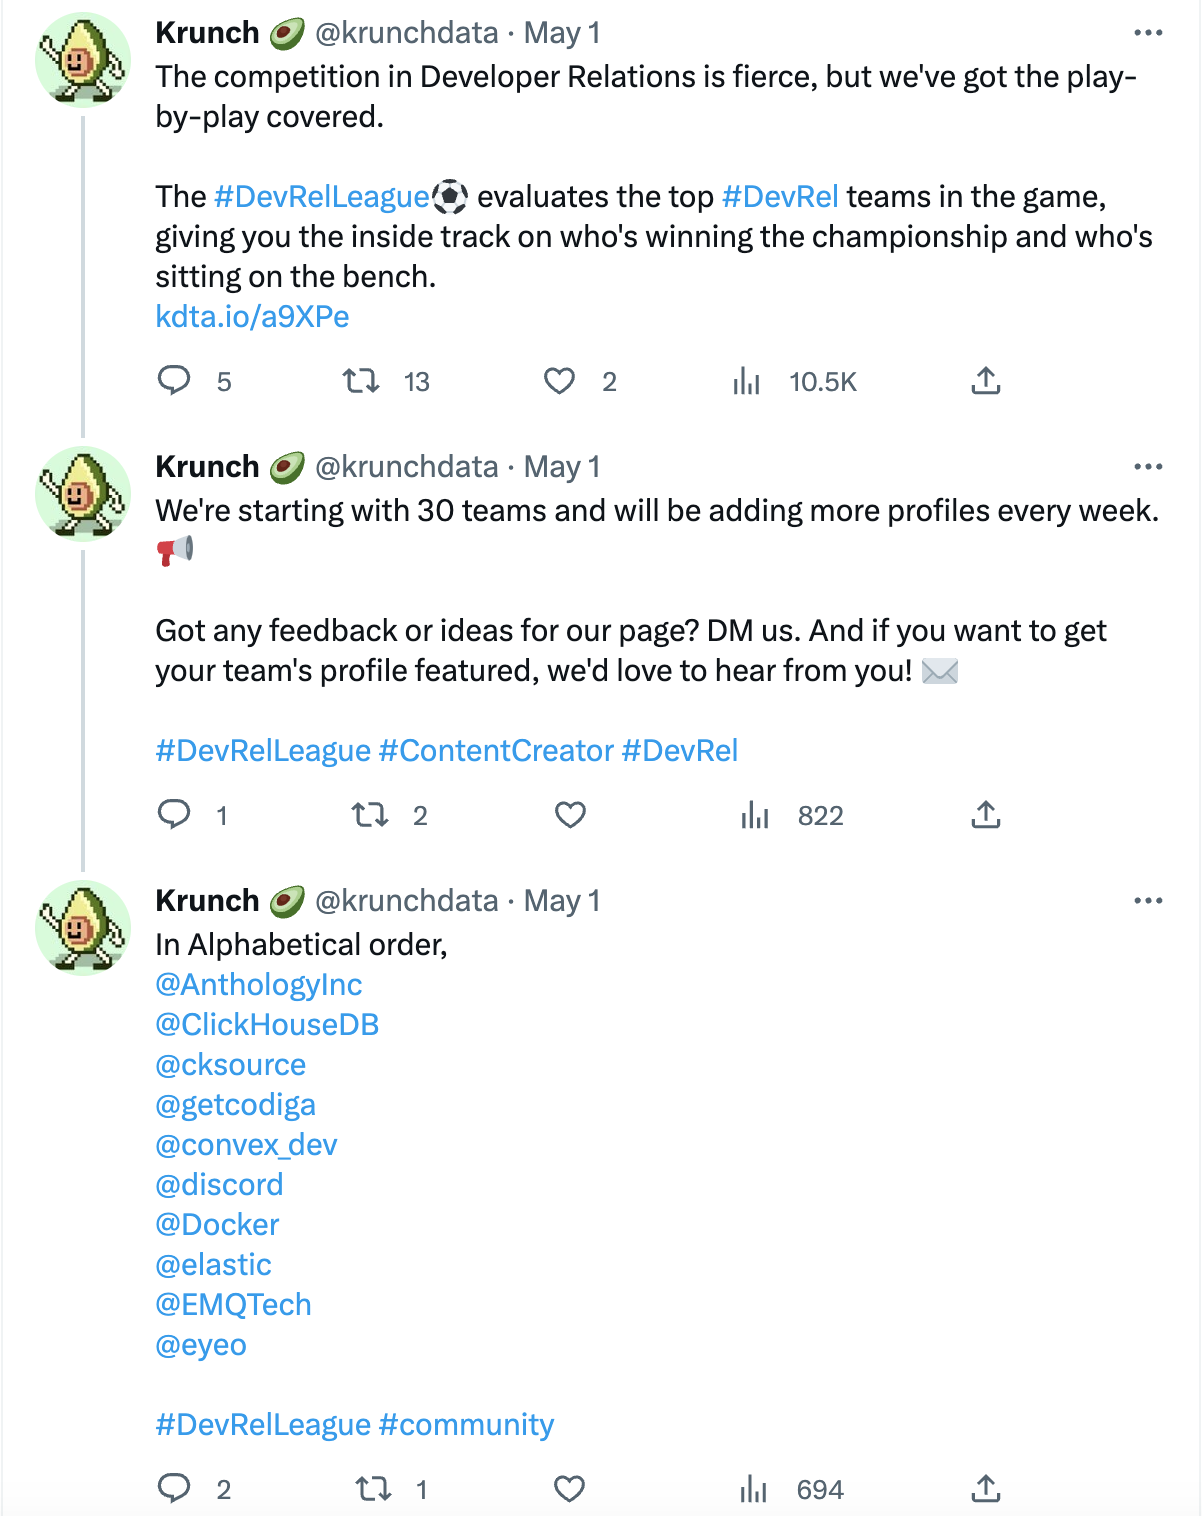 Krunch 🥑 @krunchdata · May 1
The competition in Developer Relations is fierce, but we've got the play-
by-play covered.
The #DevRelLeague⚽ evaluates the top #DevRel teams in the game,
giving you the inside track on who's winning the championship and who's
sitting on the bench.
kdta.io/a9XPe
5 13 2 10.5K
Krunch 🥑 @krunchdata · May 1
We're starting with 30 teams and will be adding more profiles every week.
📢
Got any feedback or ideas for our page? DM us. And if you want to get
your team's profile featured, we'd love to hear from you! ✉️
#DevRelLeague #ContentCreator #DevRel
1 2 822
Krunch 🥑 @krunchdata · May 1
In Alphabetical order,
@AnthologyInc
@ClickHouseDB
@cksource
@getcodiga
@convex_dev
@discord
@Docker
@elastic
@EMQTech
@eyeo
#DevRelLeague #community
2 1 694